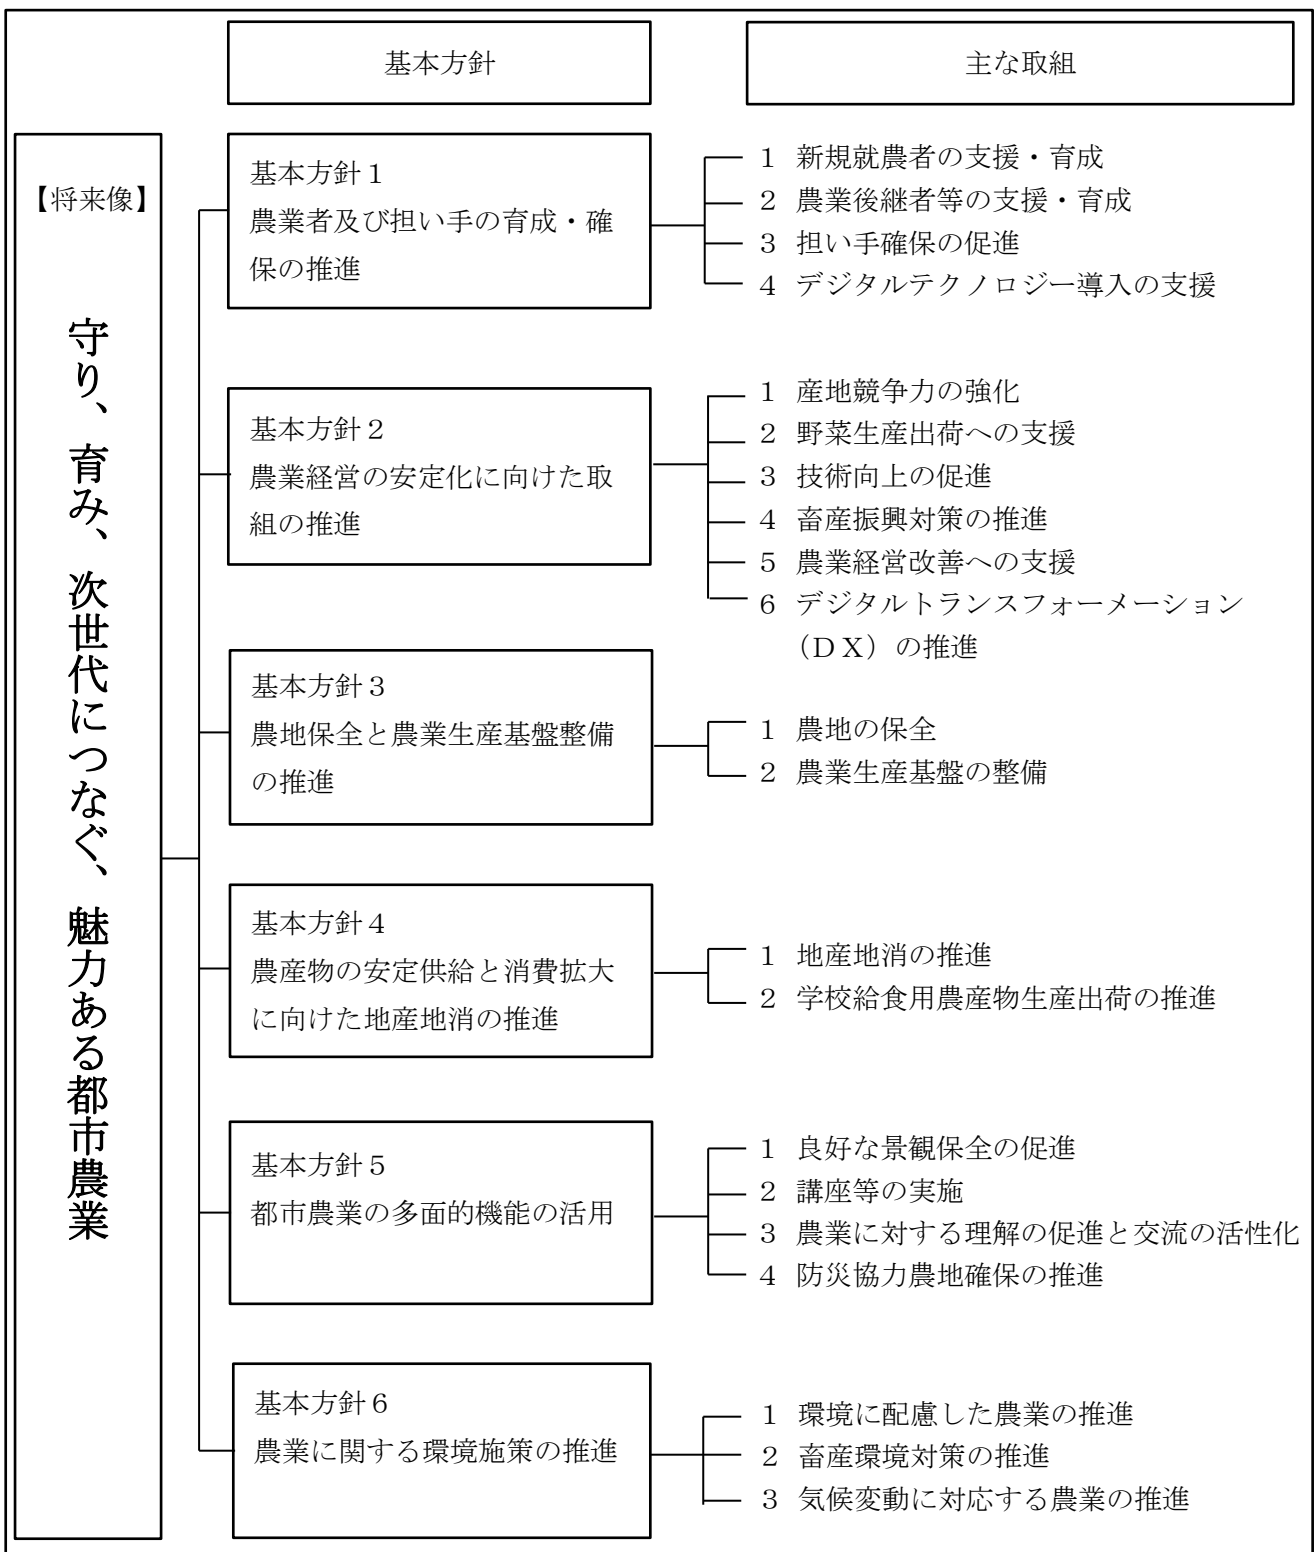 基本方針
主な取組
【将来像】
守り、育み、次世代につなぐ、魅力ある都市農業
基本方針１
農業者及び担い手の育成・確
保の推進
１ 新規就農者の支援・育成
２ 農業後継者等の支援・育成
３ 担い手確保の促進
４ デジタルテクノロジー導入の支援
基本方針２
農業経営の安定化に向けた取
組の推進
１ 産地競争力の強化
２ 野菜生産出荷への支援
３ 技術向上の促進
４ 畜産振興対策の推進
５ 農業経営改善への支援
６ デジタルトランスフォーメーション
（ＤＸ）の推進
基本方針３
農地保全と農業生産基盤整備
の推進
１ 農地の保全
２ 農業生産基盤の整備
基本方針４
農産物の安定供給と消費拡大
に向けた地産地消の推進
１ 地産地消の推進
２ 学校給食用農産物生産出荷の推進
基本方針５
都市農業の多面的機能の活用
１ 良好な景観保全の促進
２ 講座等の実施
３ 農業に対する理解の促進と交流の活性化
４ 防災協力農地確保の推進
基本方針６
農業に関する環境施策の推進
１ 環境に配慮した農業の推進
２ 畜産環境対策の推進
３ 気候変動に対応する農業の推進